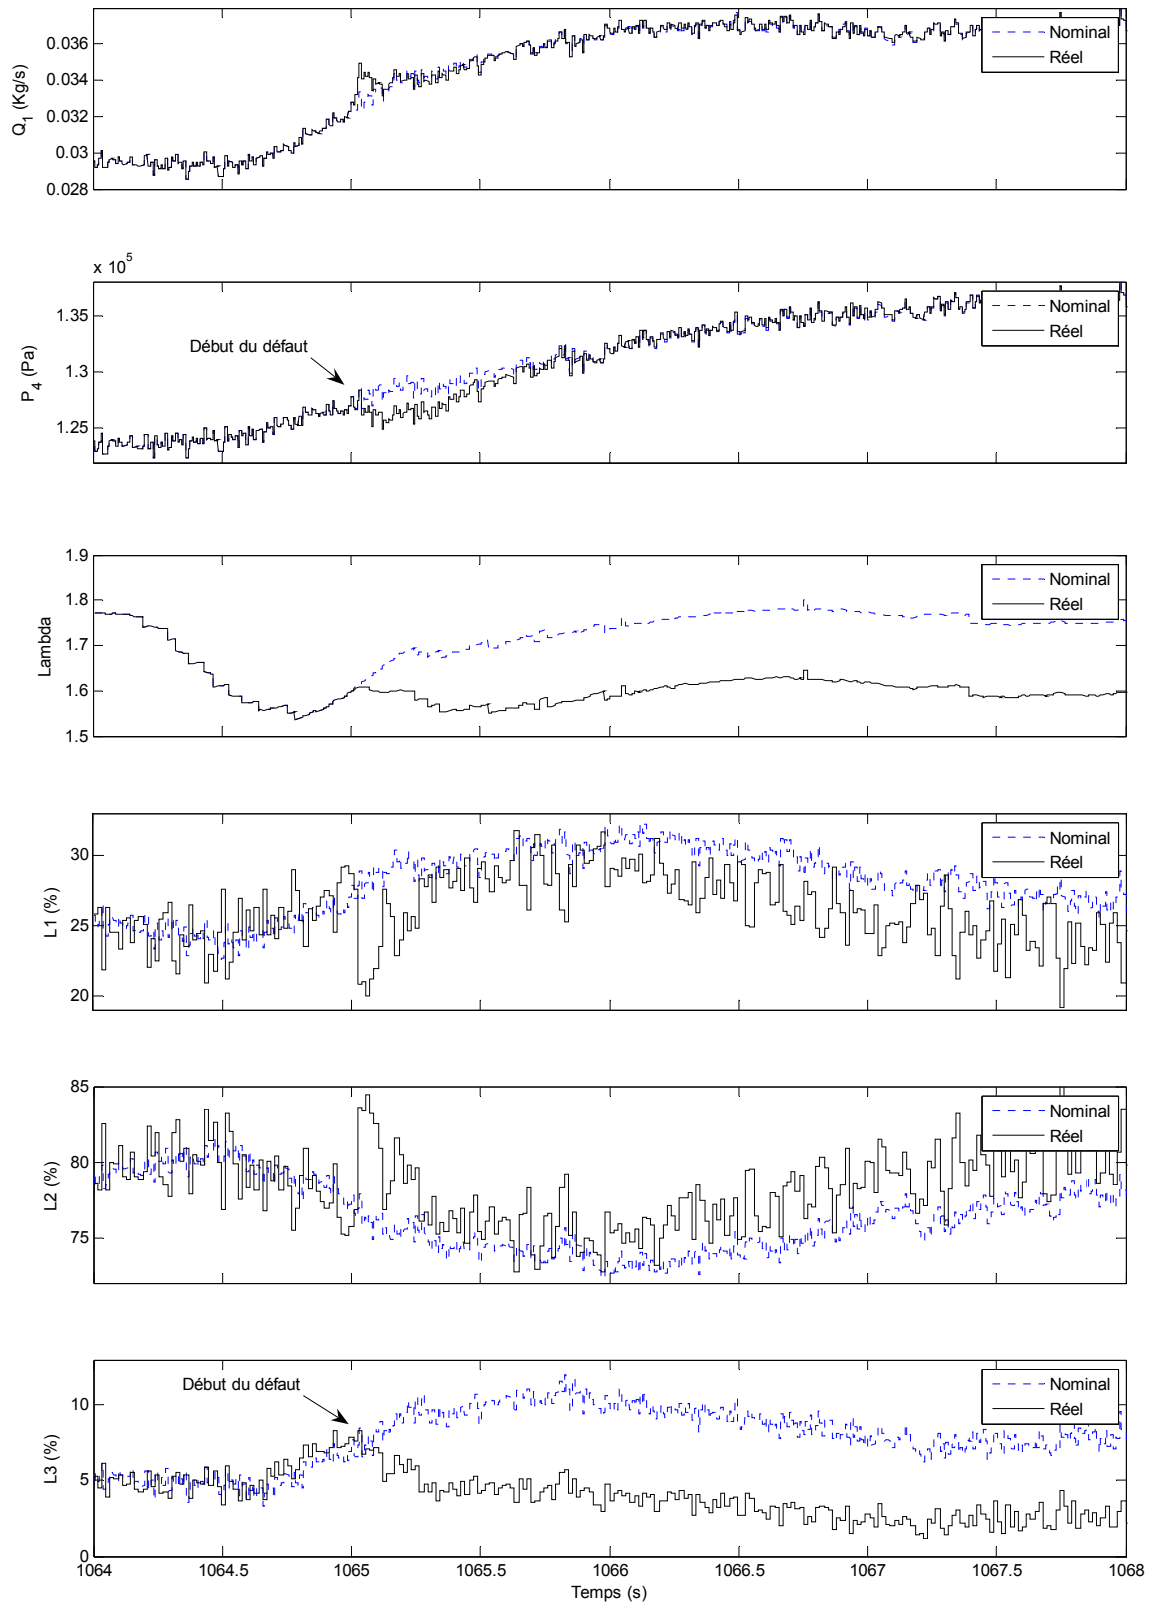 0.036
0.034
0.032
0.03
0.028
Q1 (Kg/s)
Nominal
Réel
x 10^5
1.35
1.3
1.25
P4 (Pa)
Début du défaut
Nominal
Réel
1.9
1.8
1.7
1.6
1.5
Lambda
Nominal
Réel
30
25
20
L1 (%)
Nominal
Réel
85
80
75
L2 (%)
Nominal
Réel
10
5
0
L3 (%)
Début du défaut
Nominal
Réel
1064 1064.5 1065 1065.5 1066 1066.5 1067 1067.5 1068
Temps (s)